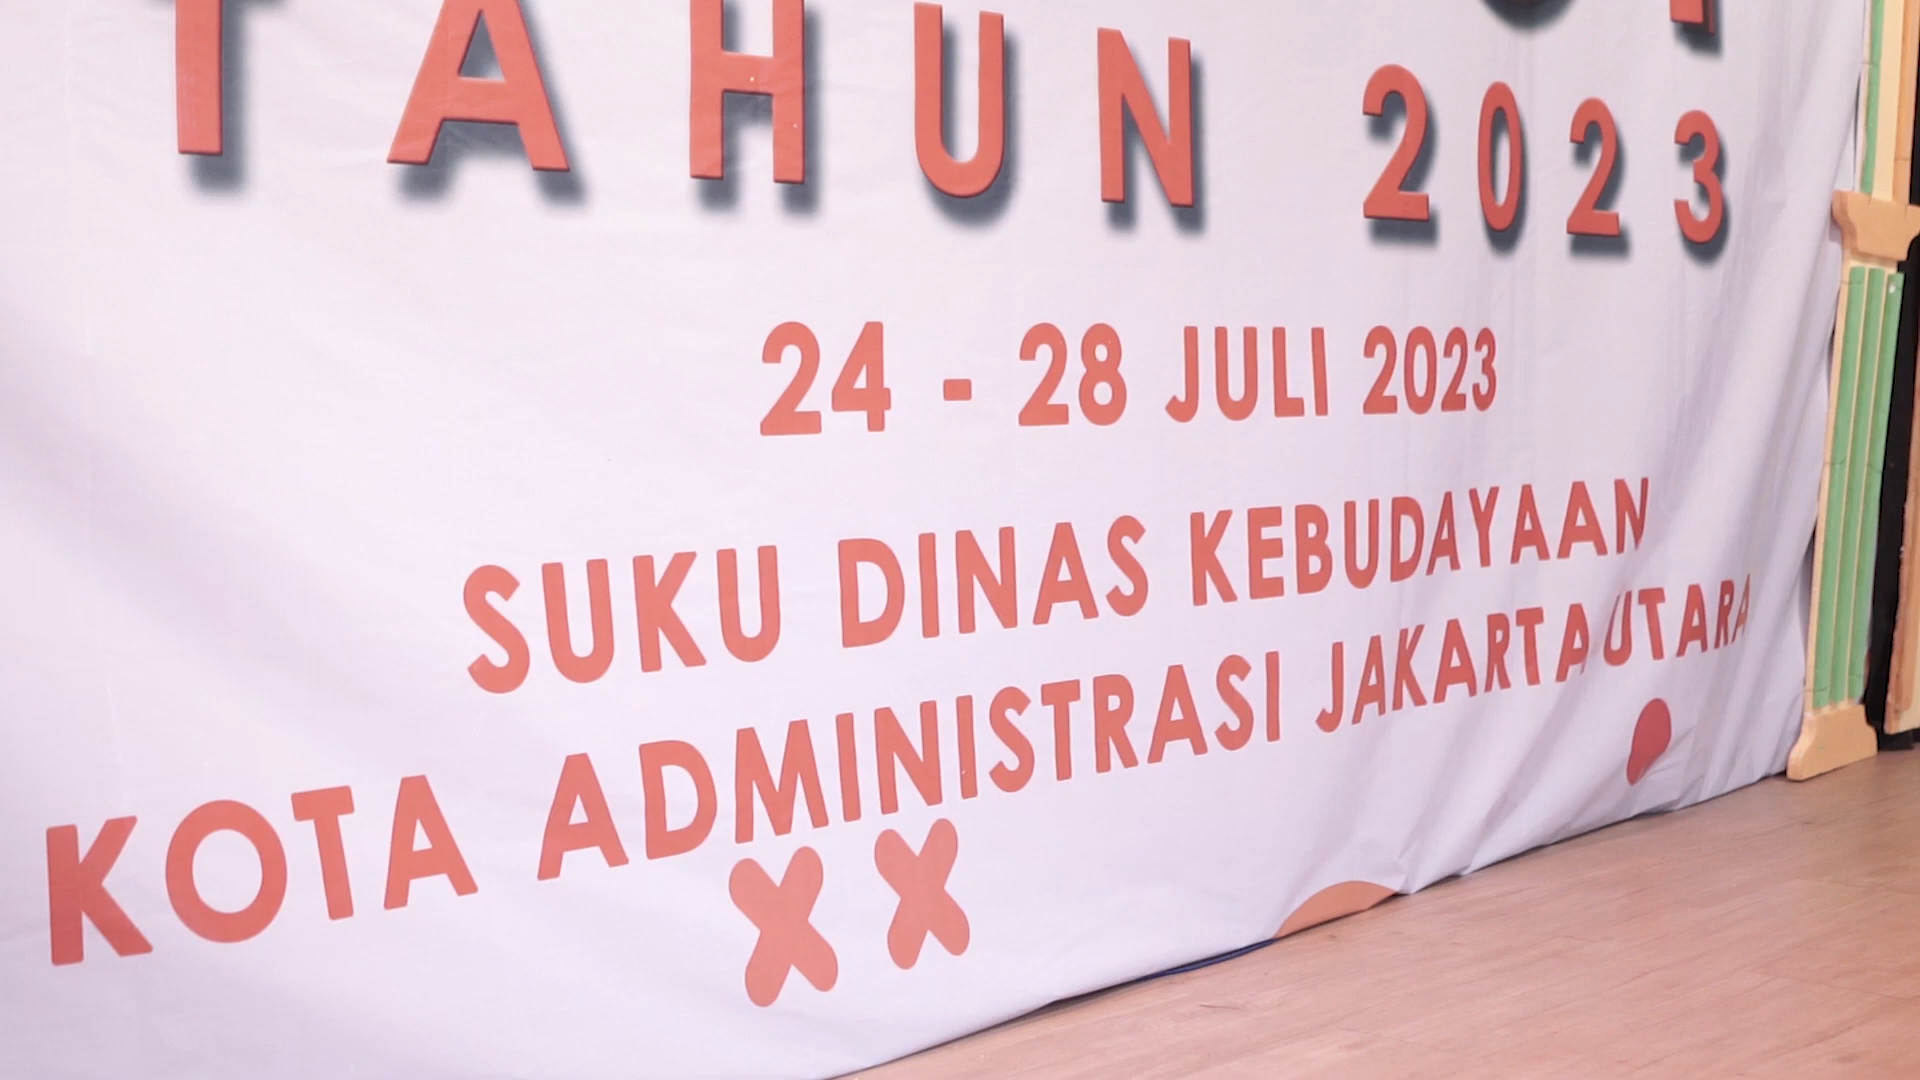 TAHUN 2023
24 - 28 JULI 2023
SUKU DINAS KEBUDAYAAN
KOTA ADMINISTRASI JAKARTA UTARA